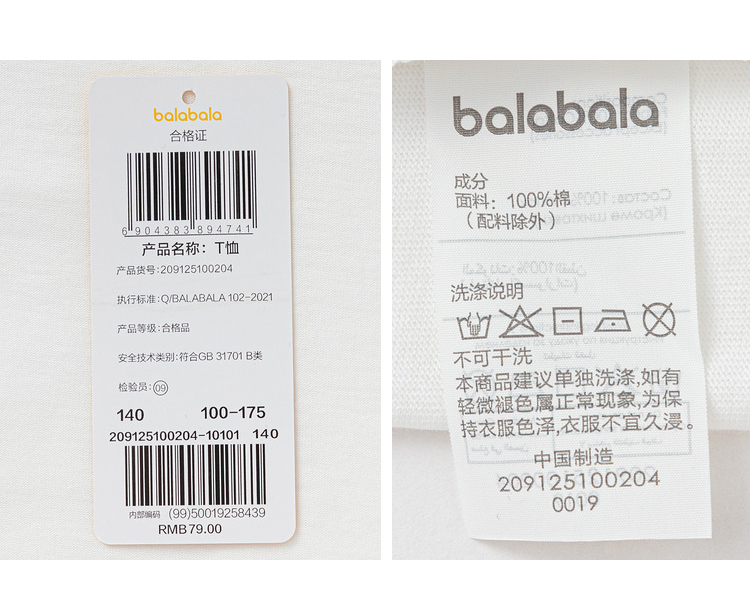 balabala
合格证
6904383894741
产品名称：T恤
产品货号:209125100204
执行标准:Q/BALABALA 102-2021
产品等级:合格品
安全技术类别:符合GB 31701 B类
检验员:09
140 100-175
209125100204-10101 140
内部编码 (99)50019258439
RMB79.00
balabala
成分
面料：100%棉
（配料除外）
洗涤说明
不可干洗
本商品建议单独洗涤,如有
轻微褪色属正常现象,为保
持衣服色泽,衣服不宜久浸。
中国制造
209125100204
0019